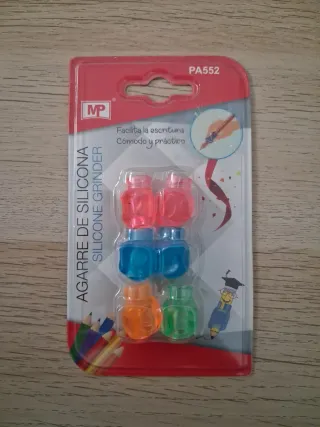 PA552
MP
Facilita la escritura
Cómodo y práctico
AGARRE DE SILICONA
SILICONE GRINDER